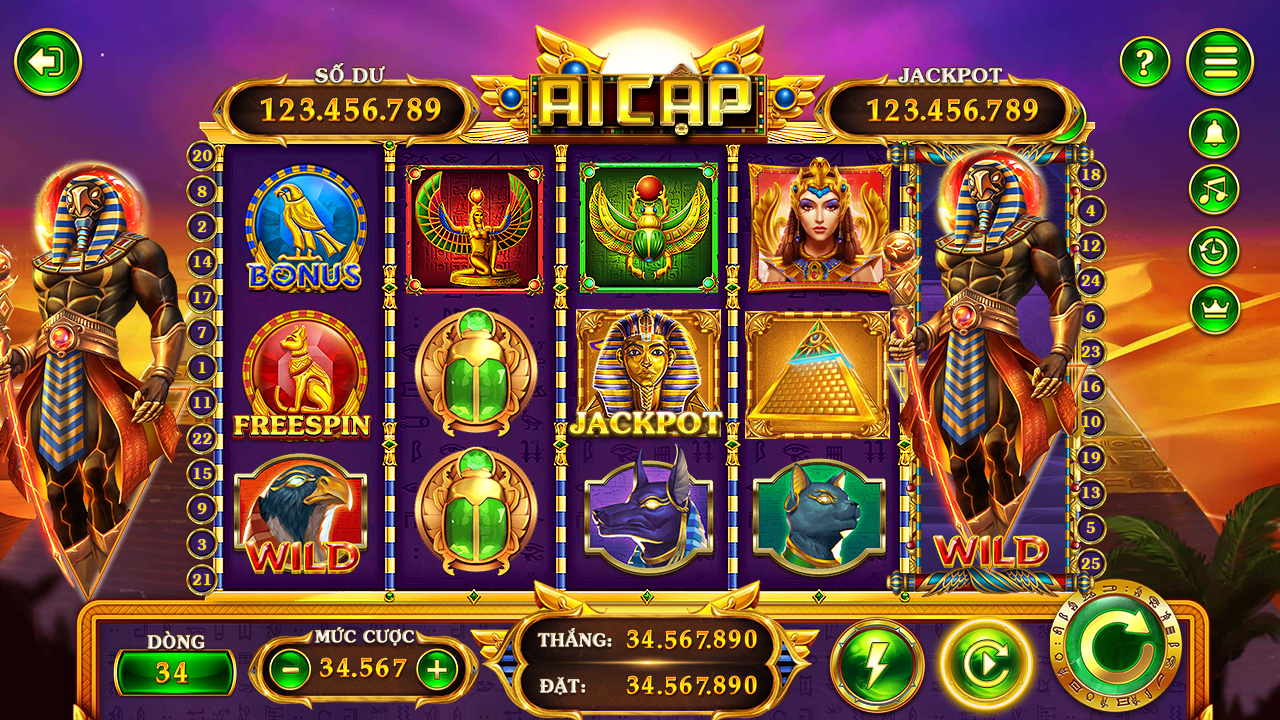 SỐ DƯ
123.456.789
AI CẬP
JACKPOT
123.456.789
?
20
8
2
14
17
7
1
11
22
15
9
3
21
BONUS
FREESPIN
JACKPOT
WILD
WILD
18
4
12
24
6
23
16
10
19
13
5
25
DÒNG
34
MỨC CƯỢC
34.567
THẮNG: 34.567.890
ĐẶT: 34.567.890